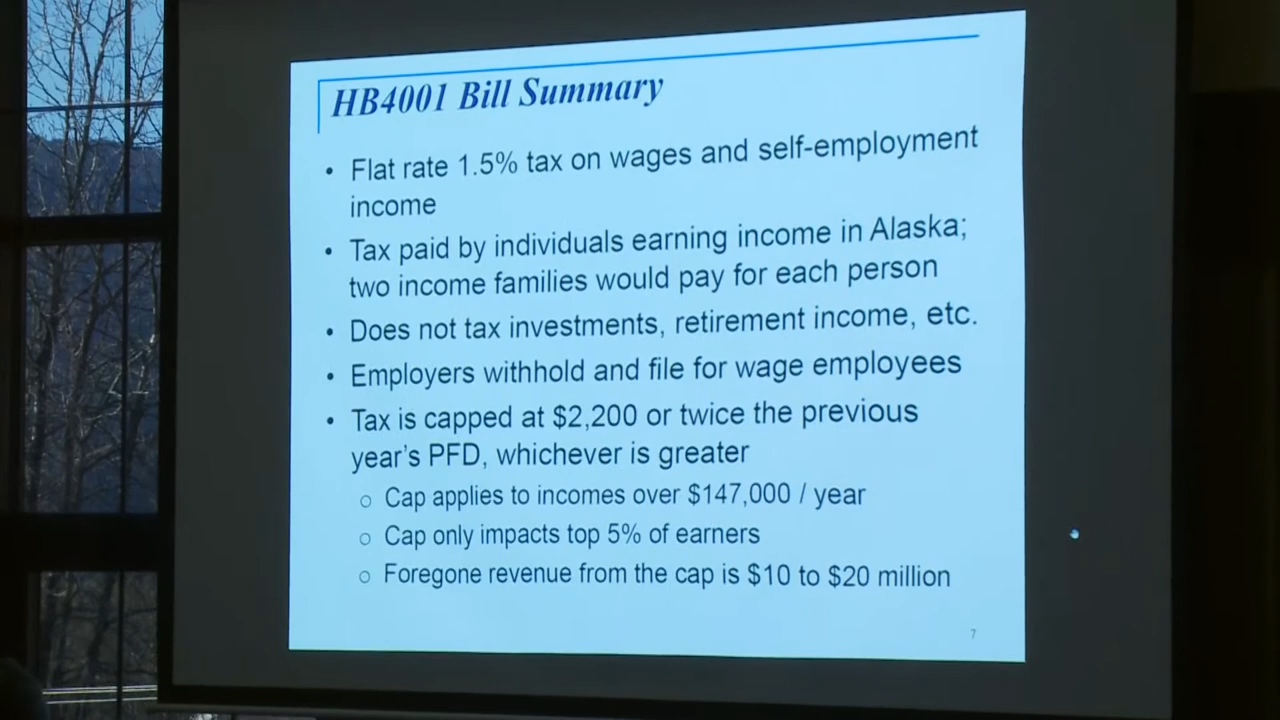 HB4001 Bill Summary
• Flat rate 1.5% tax on wages and self-employment
income
• Tax paid by individuals earning income in Alaska;
two income families would pay for each person
• Does not tax investments, retirement income, etc.
• Employers withhold and file for wage employees
• Tax is capped at $2,200 or twice the previous
year's PFD, whichever is greater
○ Cap applies to incomes over $147,000 / year
○ Cap only impacts top 5% of earners
○ Foregone revenue from the cap is $10 to $20 million
7